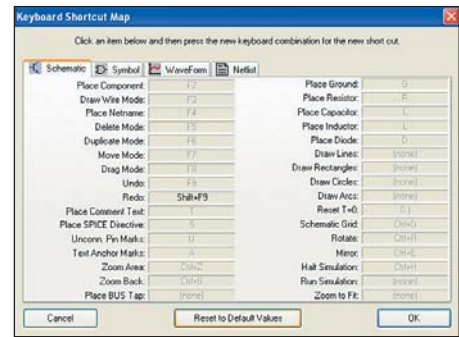 Keyboard Shortcut Map
Click an item below and then press the new keyboard combination for the new short cut.
Schematic Symbol WaveForm Netlist
Place Component: F2
Draw Wire Mode: F3
Place Netname: F4
Delete Mode: F5
Duplicate Mode: F6
Move Mode: F7
Drag Mode: F8
Undo: F9
Redo: Shift+F9
Place Comment Text: T
Place SPICE Directive: S
Unconn. Pin Marks: U
Text Anchor Marks: A
Zoom Area: Ctrl+Z
Zoom Back: Ctrl+B
Place BUS Tap: [none]
Place Ground: G
Place Resistor: R
Place Capacitor: C
Place Inductor: L
Place Diode: D
Draw Lines: [none]
Draw Rectangles: [none]
Draw Circles: [none]
Draw Arcs: [none]
Reset T=0:
Schematic Grid: Ctrl+G
Rotate: Ctrl+R
Mirror: Ctrl+E
Halt Simulation: Ctrl+H
Run Simulation: [none]
Zoom to Fit: [none]
Cancel Reset to Default Values OK